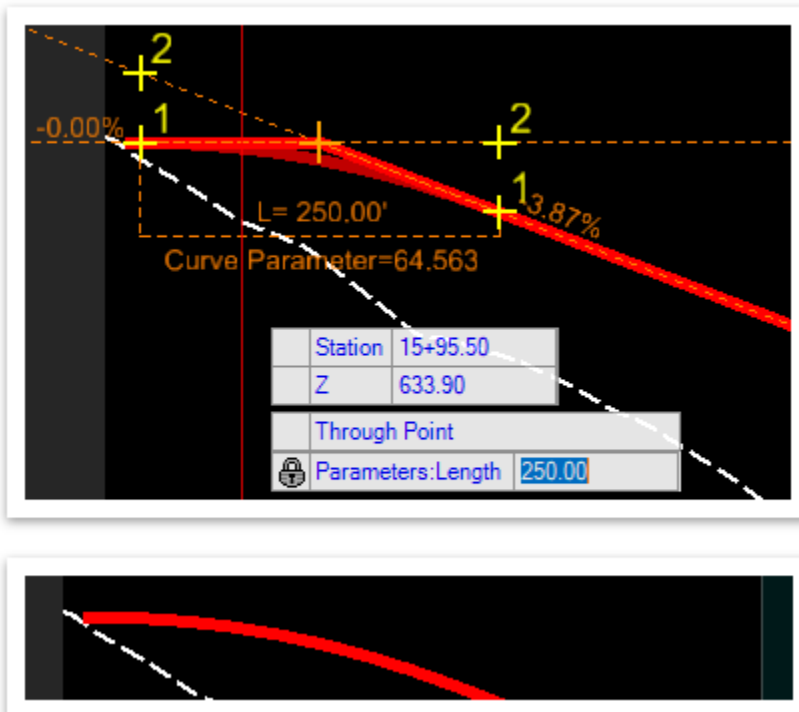 2
1
-0.00%
2
1
-3.87%
L= 250.00'
Curve Parameter=64.563
Station 15+95.50
Z 633.90
Through Point
Parameters:Length 250.00